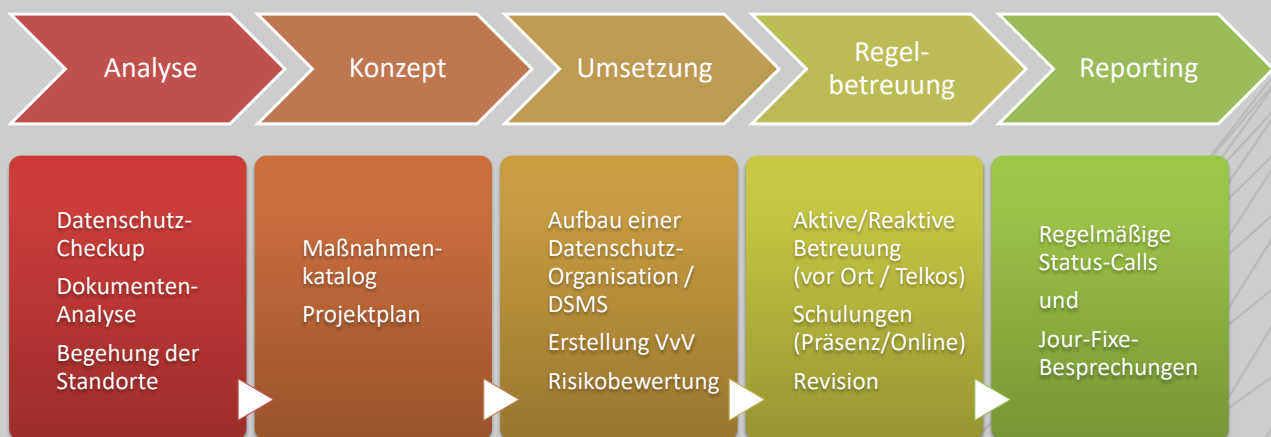 Analyse
Konzept
Umsetzung
Regel-
betreuung
Reporting
Datenschutz-
Checkup
Dokumenten-
Analyse
Begehung der
Standorte
Maßnahmen-
katalog
Projektplan
Aufbau einer
Datenschutz-
Organisation /
DSMS
Erstellung VvV
Risikobewertung
Aktive/Reaktive
Betreuung
(vor Ort / Telkos)
Schulungen
(Präsenz/Online)
Revision
Regelmäßige
Status-Calls
und
Jour-Fixe-
Besprechungen